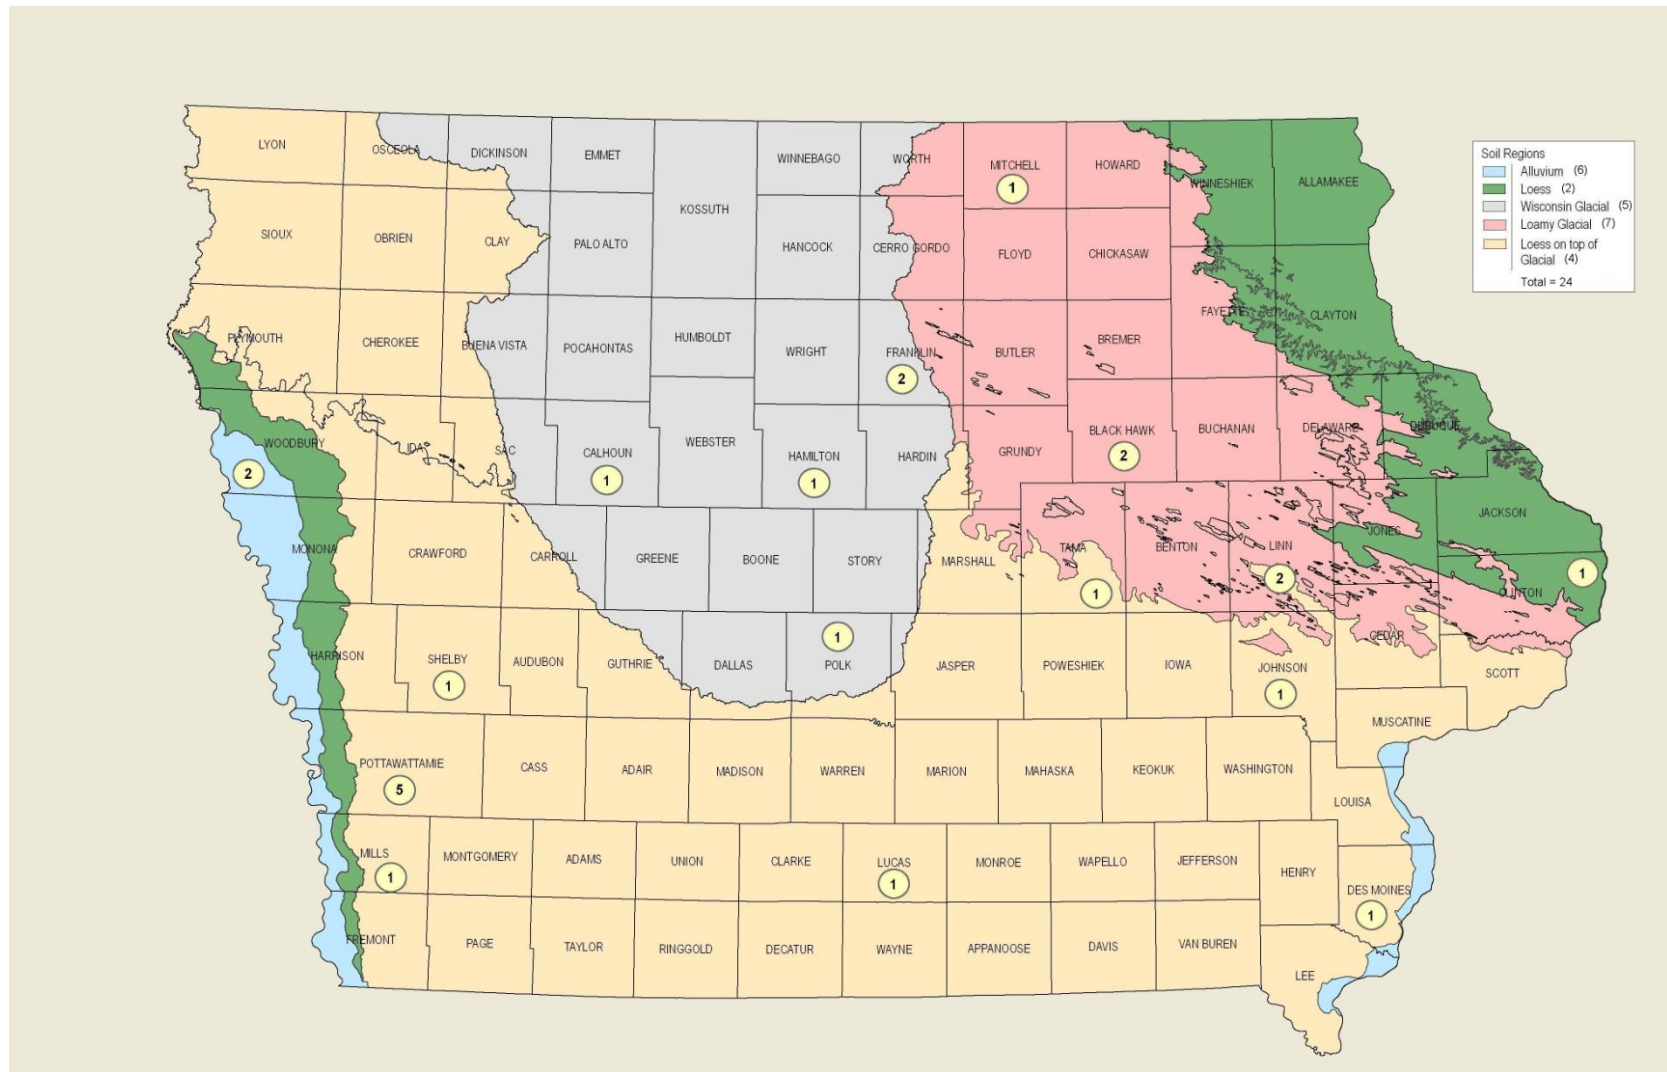 LYON
OSCEOLA
DICKINSON
EMMET
WINNEBAGO
WORTH
MITCHELL
HOWARD
WINNESHIEK
ALLAMAKEE
1
KOSSUTH
SIOUX
OBRIEN
CLAY
PALO ALTO
HANCOCK
CERRO GORDO
FLOYD
CHICKASAW
PLYMOUTH
CHEROKEE
BUENA VISTA
POCAHONTAS
HUMBOLDT
WRIGHT
FRANKLIN
BUTLER
BREMER
FAYETTE
CLAYTON
2
WOODBURY
IDA
SAC
CALHOUN
WEBSTER
HAMILTON
HARDIN
GRUNDY
BLACK HAWK
BUCHANAN
DELAWARE
DUBUQUE
2
1
1
2
MONONA
CRAWFORD
CARROLL
GREENE
BOONE
STORY
MARSHALL
TAMA
BENTON
LINN
JONES
JACKSON
1
2
1
CLINTON
HARRISON
SHELBY
AUDUBON
GUTHRIE
DALLAS
POLK
JASPER
POWESHIEK
IOWA
JOHNSON
CEDAR
SCOTT
1
1
1
MUSCATINE
POTTAWATTAMIE
CASS
ADAIR
MADISON
WARREN
MARION
MAHASKA
KEOKUK
WASHINGTON
LOUISA
5
MILLS
MONTGOMERY
ADAMS
UNION
CLARKE
LUCAS
MONROE
WAPELLO
JEFFERSON
HENRY
DES MOINES
1
1
1
FREMONT
PAGE
TAYLOR
RINGGOLD
DECATUR
WAYNE
APPANOOSE
DAVIS
VAN BUREN
LEE
Soil Regions
Alluvium (6)
Loess (2)
Wisconsin Glacial (5)
Loamy Glacial (7)
Loess on top of
Glacial (4)
Total = 24